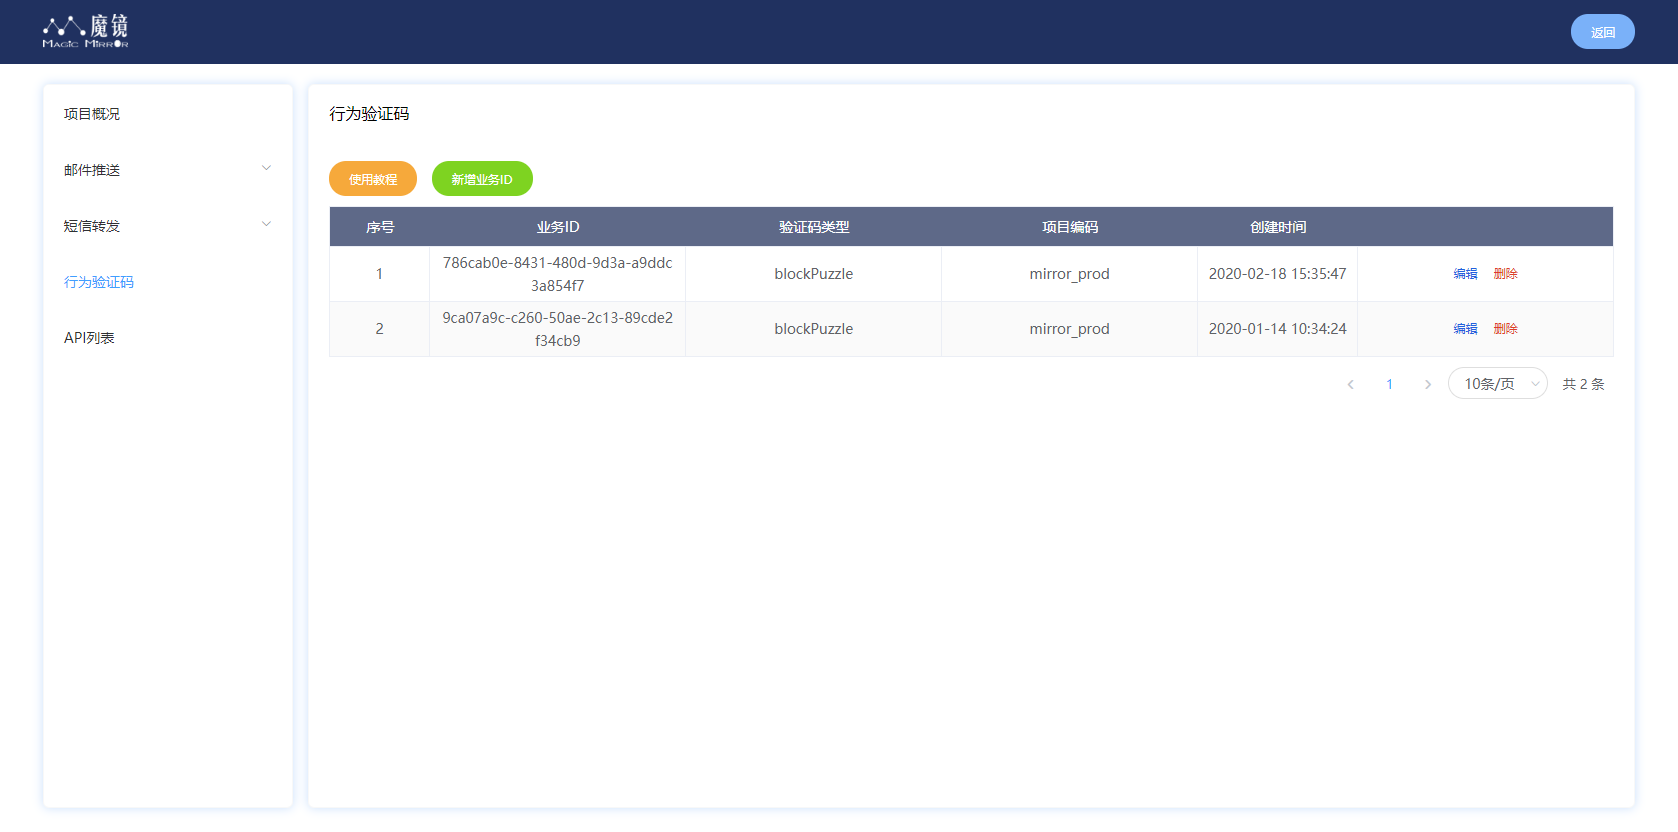 魔镜
MAGIC MIRROR
返回
项目概况
邮件推送
短信转发
行为验证码
API列表
行为验证码
使用教程 新增业务ID
序号 业务ID 验证码类型 项目编码 创建时间
1 786cab0e-8431-480d-9d3a-a9ddc
3a854f7 blockPuzzle mirror_prod 2020-02-18 15:35:47 编辑 删除
2 9ca07a9c-c260-50ae-2c13-89cde2
f34cb9 blockPuzzle mirror_prod 2020-01-14 10:34:24 编辑 删除
1 10条/页 共 2 条